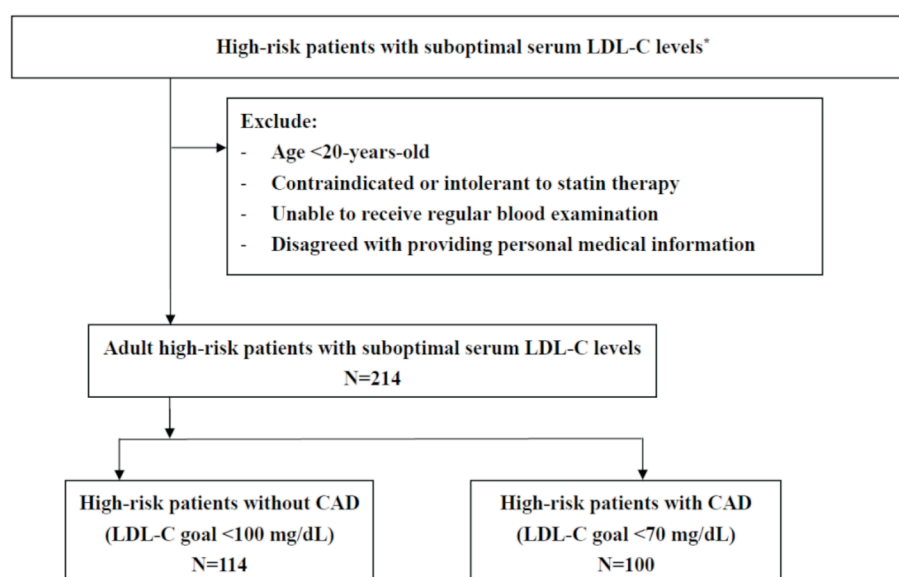 High-risk patients with suboptimal serum LDL-C levels*
Exclude:
- Age <20-years-old
- Contraindicated or intolerant to statin therapy
- Unable to receive regular blood examination
- Disagreed with providing personal medical information
Adult high-risk patients with suboptimal serum LDL-C levels
N=214
High-risk patients without CAD
(LDL-C goal <100 mg/dL)
N=114
High-risk patients with CAD
(LDL-C goal <70 mg/dL)
N=100